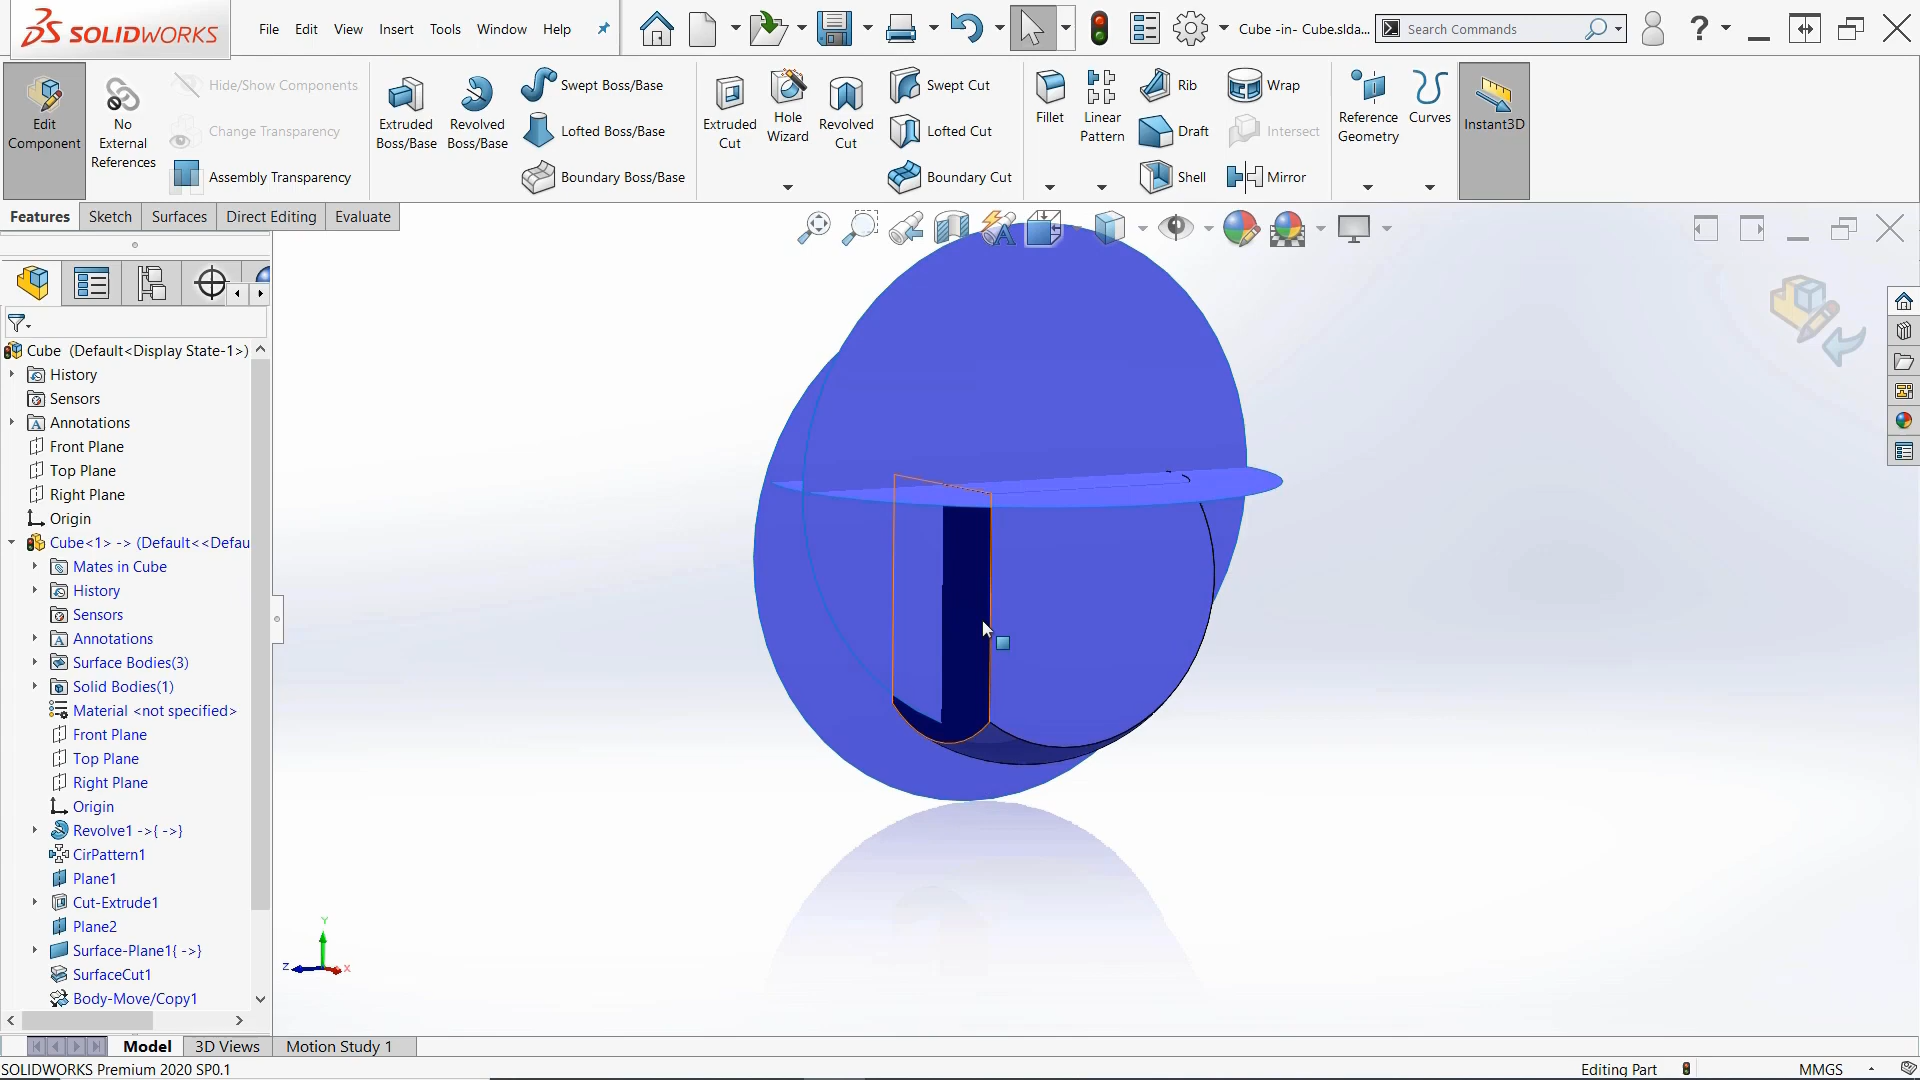 SOLIDWORKS
File Edit View Insert Tools Window Help
Cube -in- Cube.slda...
Search Commands
?
Edit Component
No External References
Hide/Show Components
Change Transparency
Assembly Transparency
Extruded Boss/Base
Revolved Boss/Base
Swept Boss/Base
Lofted Boss/Base
Boundary Boss/Base
Extruded Cut
Hole Wizard
Revolved Cut
Swept Cut
Lofted Cut
Boundary Cut
Fillet
Linear Pattern
Rib
Draft
Shell
Wrap
Intersect
Mirror
Reference Geometry
Curves
Instant3D
Features Sketch Surfaces Direct Editing Evaluate
Cube (Default<Display State-1>)
History
Sensors
Annotations
Front Plane
Top Plane
Right Plane
Origin
Cube<1> -> (Default<<Defau
Mates in Cube
History
Sensors
Annotations
Surface Bodies(3)
Solid Bodies(1)
Material <not specified>
Front Plane
Top Plane
Right Plane
Origin
Revolve1 ->{ ->}
CirPattern1
Plane1
Cut-Extrude1
Plane2
Surface-Plane1{ ->}
SurfaceCut1
Body-Move/Copy1
Y
Z
X
Model 3D Views Motion Study 1
SOLIDWORKS Premium 2020 SP0.1
Editing Part
MMGS